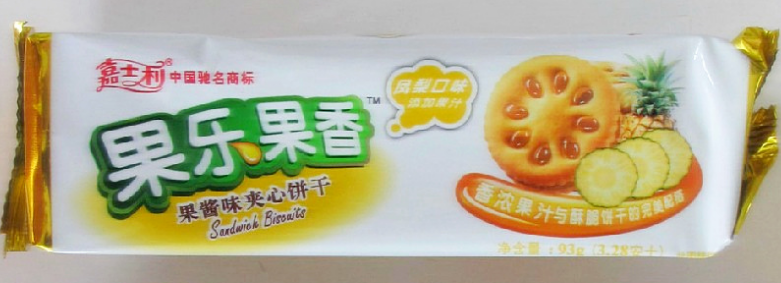 嘉士利® 中国驰名商标
果乐果香™
果酱味夹心饼干
Sandwich Biscuits
凤梨口味
添加果汁
香浓果汁与酥脆饼干的完美配搭
净含量:93g (3.28安士)